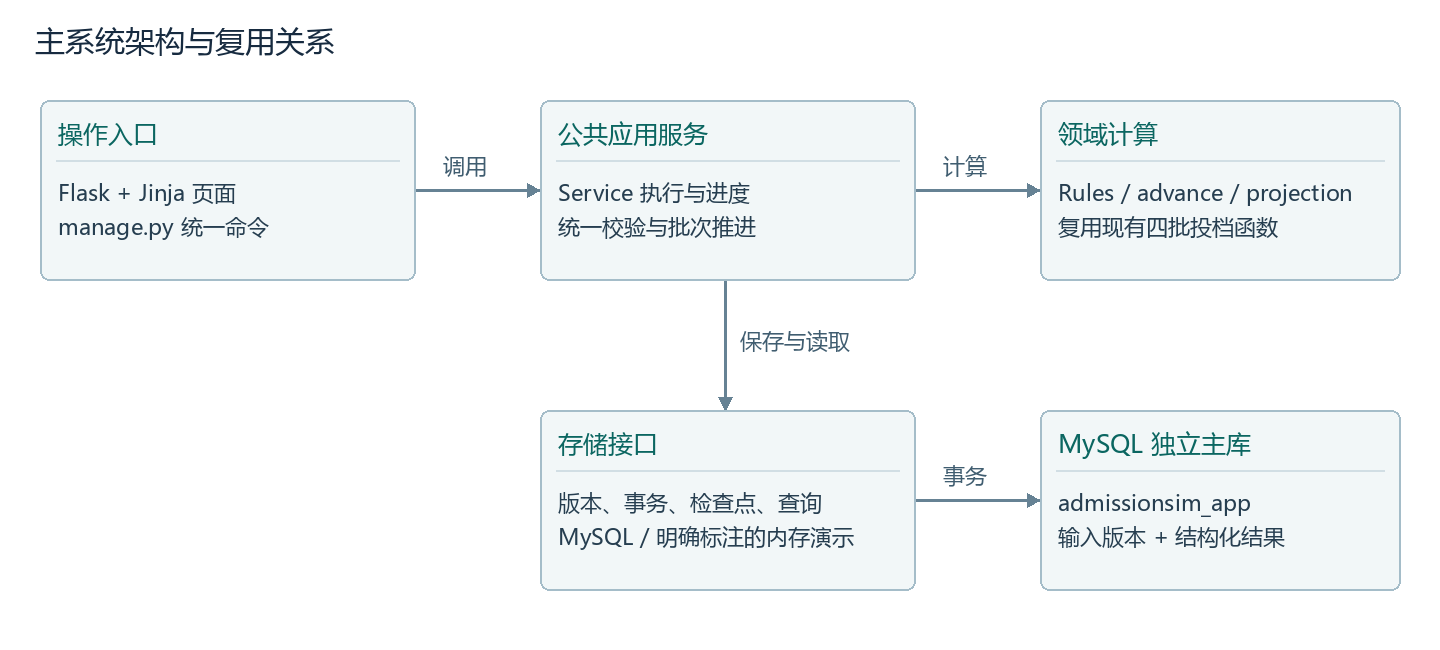 主系统架构与复用关系
操作入口
Flask + Jinja 页面
manage.py 统一命令
调用
公共应用服务
Service 执行与进度
统一校验与批次推进
计算
领域计算
Rules / advance / projection
复用现有四批投档函数
保存与读取
存储接口
版本、事务、检查点、查询
MySQL / 明确标注的内存演示
事务
MySQL 独立主库
admissionsim_app
输入版本 + 结构化结果